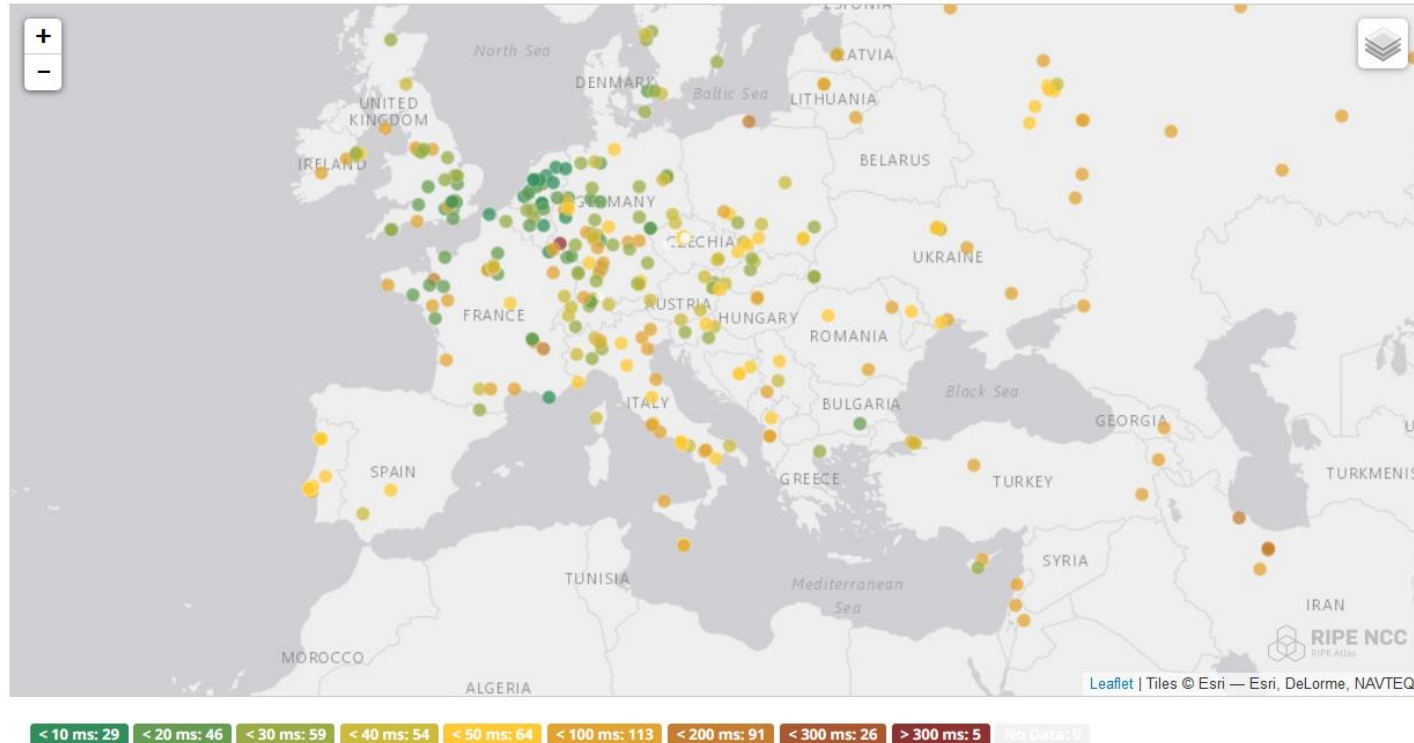 ESTONIA
+
North Sea
LATVIA
−
DENMARK
Baltic Sea
LITHUANIA
UNITED
KINGDOM
BELARUS
IRELAND
GERMANY
CZECHIA
UKRAINE
AUSTRIA
FRANCE
HUNGARY
ROMANIA
Black Sea
ITALY
BULGARIA
GEORGIA
U
SPAIN
GREECE
TURKEY
TURKMENIS
SYRIA
TUNISIA
Mediterranean
Sea
IRAN
RIPE NCC
RIPE Atlas
MOROCCO
ALGERIA
Leaflet | Tiles © Esri — Esri, DeLorme, NAVTEQ
< 10 ms: 29 < 20 ms: 46 < 30 ms: 59 < 40 ms: 54 < 50 ms: 64 < 100 ms: 113 < 200 ms: 91 < 300 ms: 26 > 300 ms: 5 No Data: 0